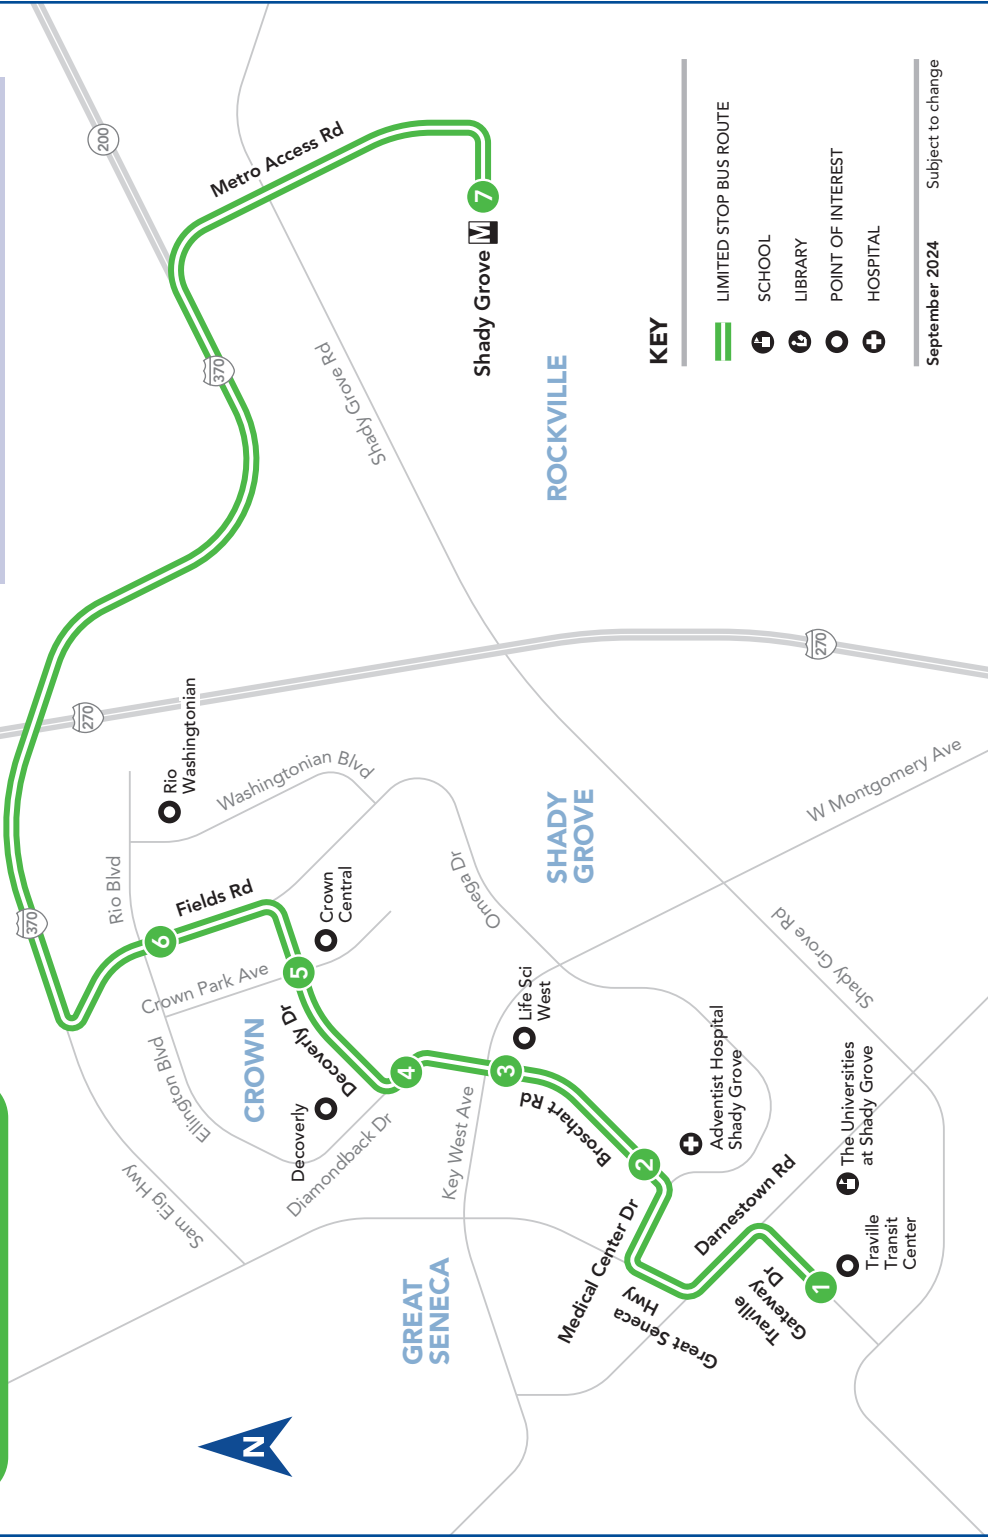 200
Metro Access Rd
7
Shady Grove M
370
Shady Grove Rd
ROCKVILLE
270
270
Rio
Washingtonian
Washingtonian Blvd
Rio Blvd
370
6
Fields Rd
Crown
Central
Crown Park Ave
5
Ellington Blvd
CROWN
Decoverly Dr
Decoverly
4
Diamondback Dr
Sam Eig Hwy
Omega Dr
SHADY
GROVE
W Montgomery Ave
Shady Grove Rd
Life Sci
West
3
Key West Ave
Broschart Rd
2
Adventist Hospital
Shady Grove
Medical Center Dr
Great Seneca
Hwy
Darnestown Rd
The Universities
at Shady Grove
Traville
Gateway
Dr
1
Traville
Transit
Center
GREAT
SENECA
N
KEY
LIMITED STOP BUS ROUTE
SCHOOL
LIBRARY
POINT OF INTEREST
HOSPITAL
September 2024
Subject to change